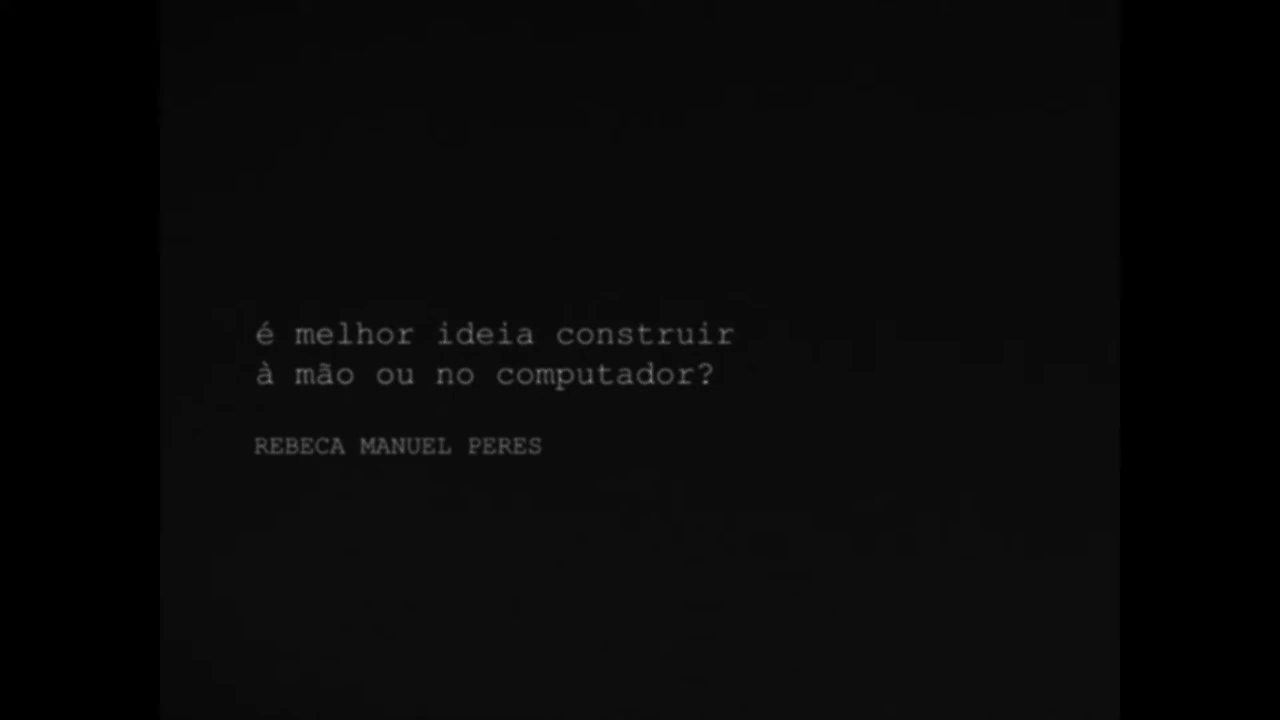 é melhor ideia construir
à mão ou no computador?
REBECA MANUEL PERES